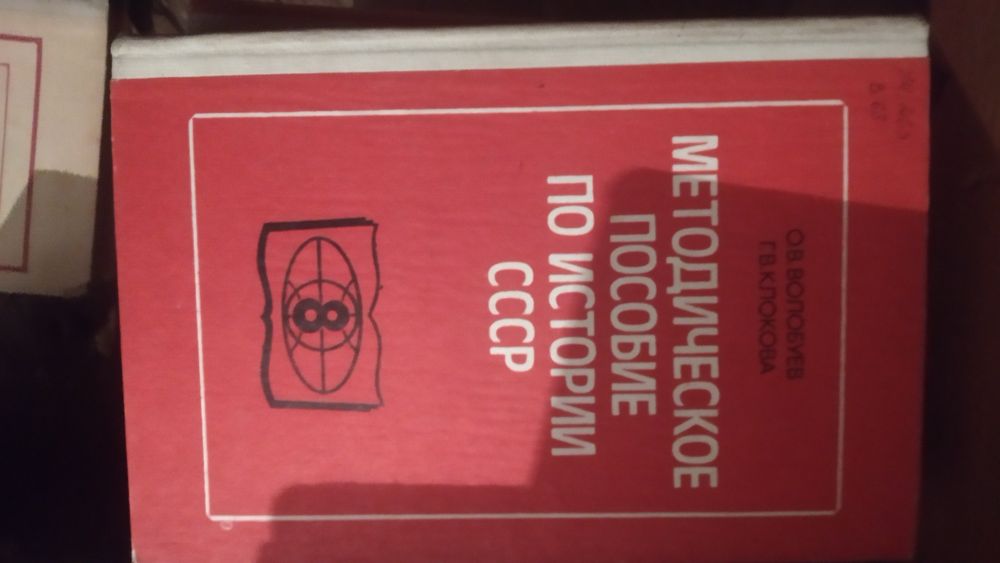 О.В. ВОЛОБУЕВ
Г.В. КЛОКОВА
МЕТОДИЧЕСКОЕ
ПОСОБИЕ
ПО ИСТОРИИ
СССР
8